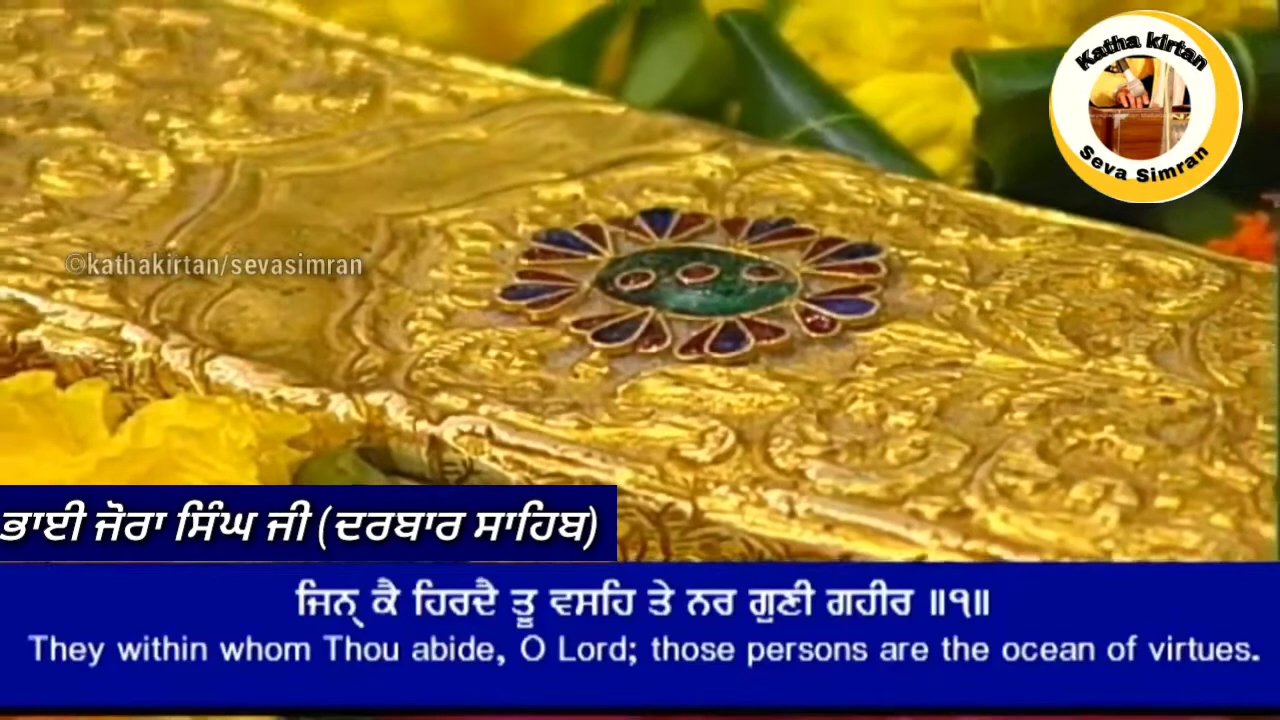 Katha kirtan
Seva Simran
©kathakirtan/sevasimran
ਭਾਈ ਜੋਰਾ ਸਿੰਘ ਜੀ (ਦਰਬਾਰ ਸਾਹਿਬ)
ਜਿਨ੍ ਕੈ ਹਿਰਦੈ ਤੂ ਵਸਹਿ ਤੇ ਨਰ ਗੁਣੀ ਗਹੀਰ ॥੧॥
They within whom Thou abide, O Lord; those persons are the ocean of virtues.